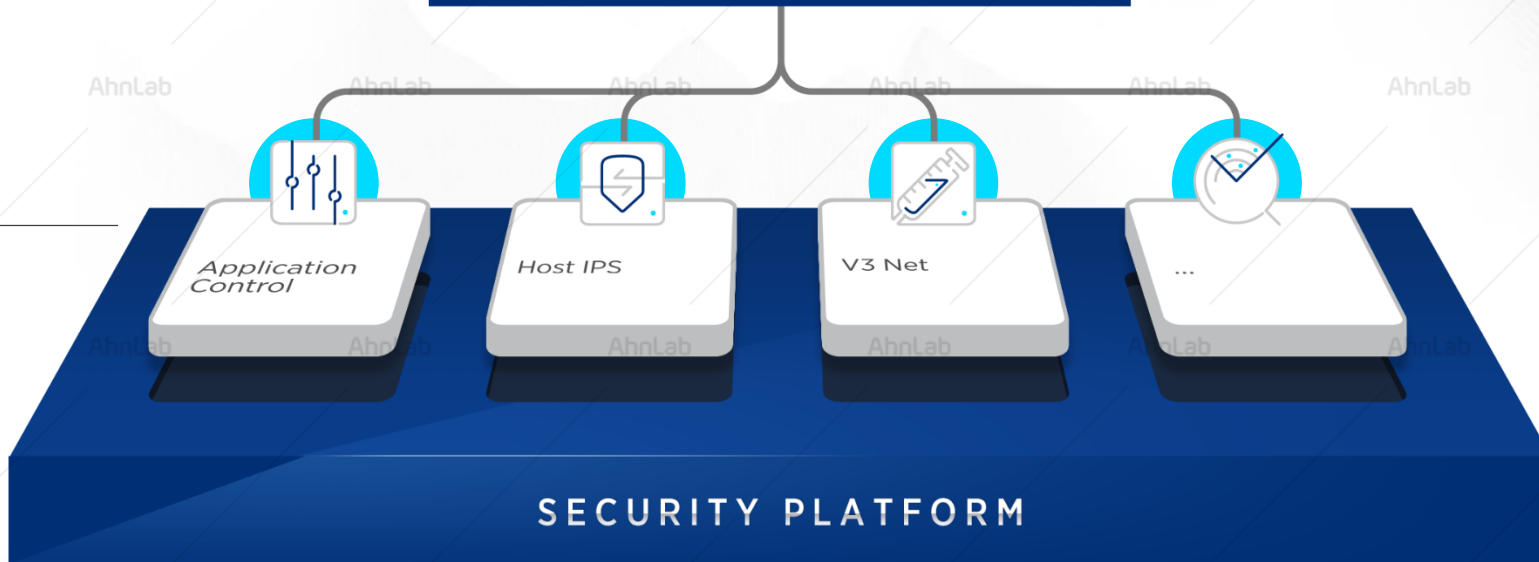 AhnLab AhnLab AhnLab AhnLab AhnLab AhnLab
Application
Control
Host IPS
V3 Net
...
AhnLab AhnLab AhnLab AhnLab AhnLab AhnLab
SECURITY PLATFORM